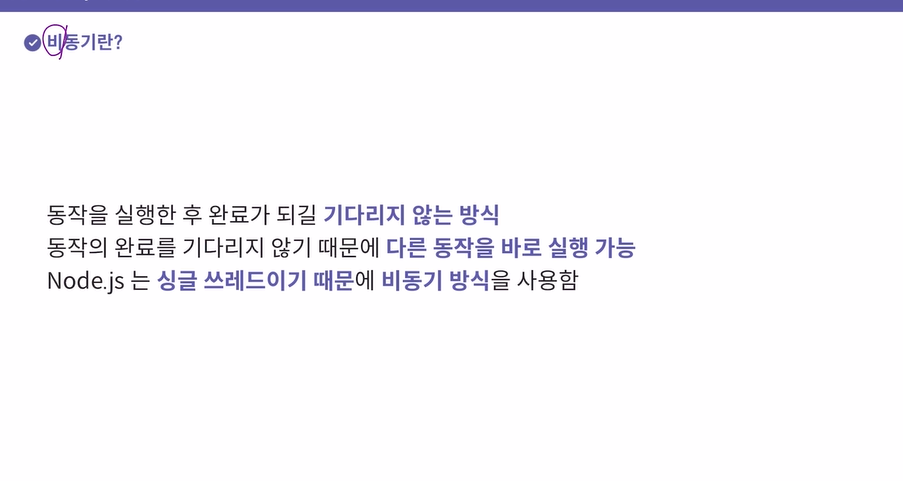 비동기란?
동작을 실행한 후 완료가 되길 기다리지 않는 방식
동작의 완료를 기다리지 않기 때문에 다른 동작을 바로 실행 가능
Node.js 는 싱글 쓰레드이기 때문에 비동기 방식을 사용함